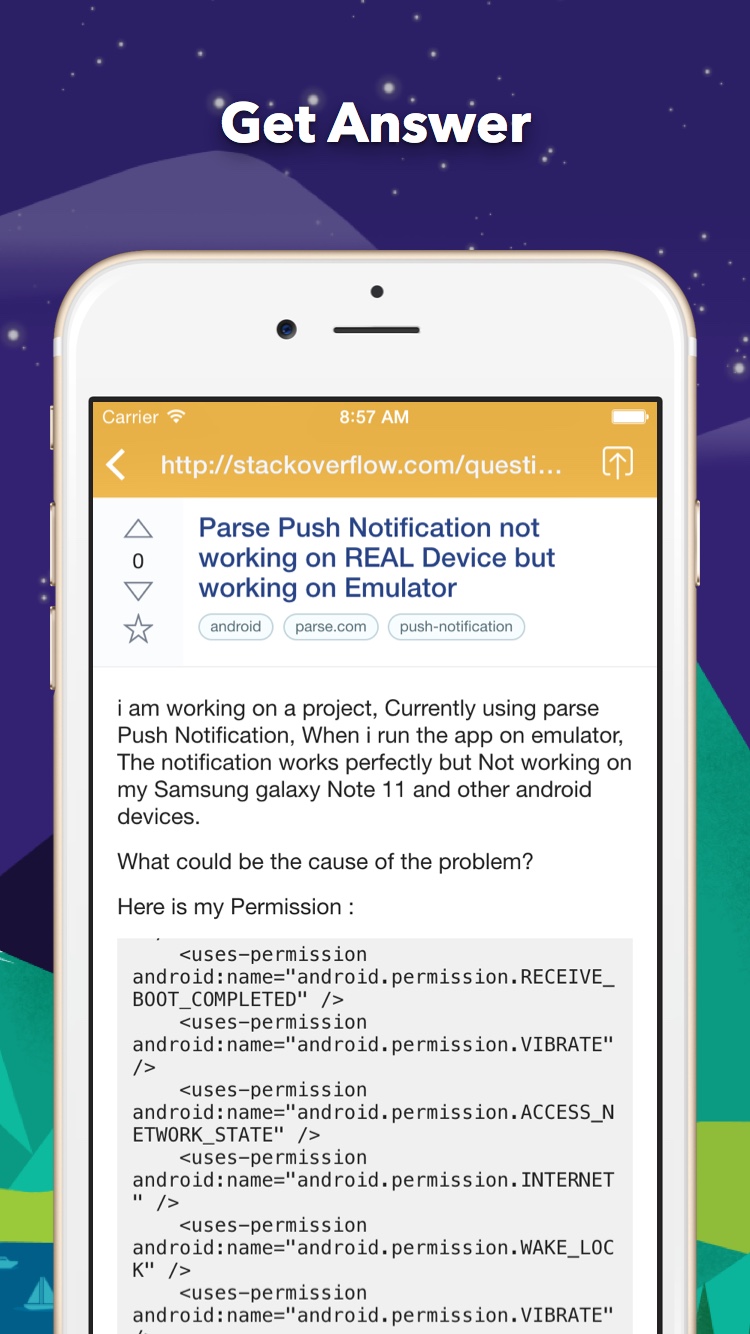 Get Answer
Carrier
8:57 AM
http://stackoverflow.com/questi...
0
Parse Push Notification not
working on REAL Device but
working on Emulator
android parse.com push-notification
i am working on a project, Currently using parse
Push Notification, When i run the app on emulator,
The notification works perfectly but Not working on
my Samsung galaxy Note 11 and other android
devices.
What could be the cause of the problem?
Here is my Permission :
<uses-permission
android:name="android.permission.RECEIVE_
BOOT_COMPLETED" />
<uses-permission
android:name="android.permission.VIBRATE"
/>
<uses-permission
android:name="android.permission.ACCESS_N
ETWORK_STATE" />
<uses-permission
android:name="android.permission.INTERNET
" />
<uses-permission
android:name="android.permission.WAKE_LOC
K" />
<uses-permission
android:name="android.permission.VIBRATE"